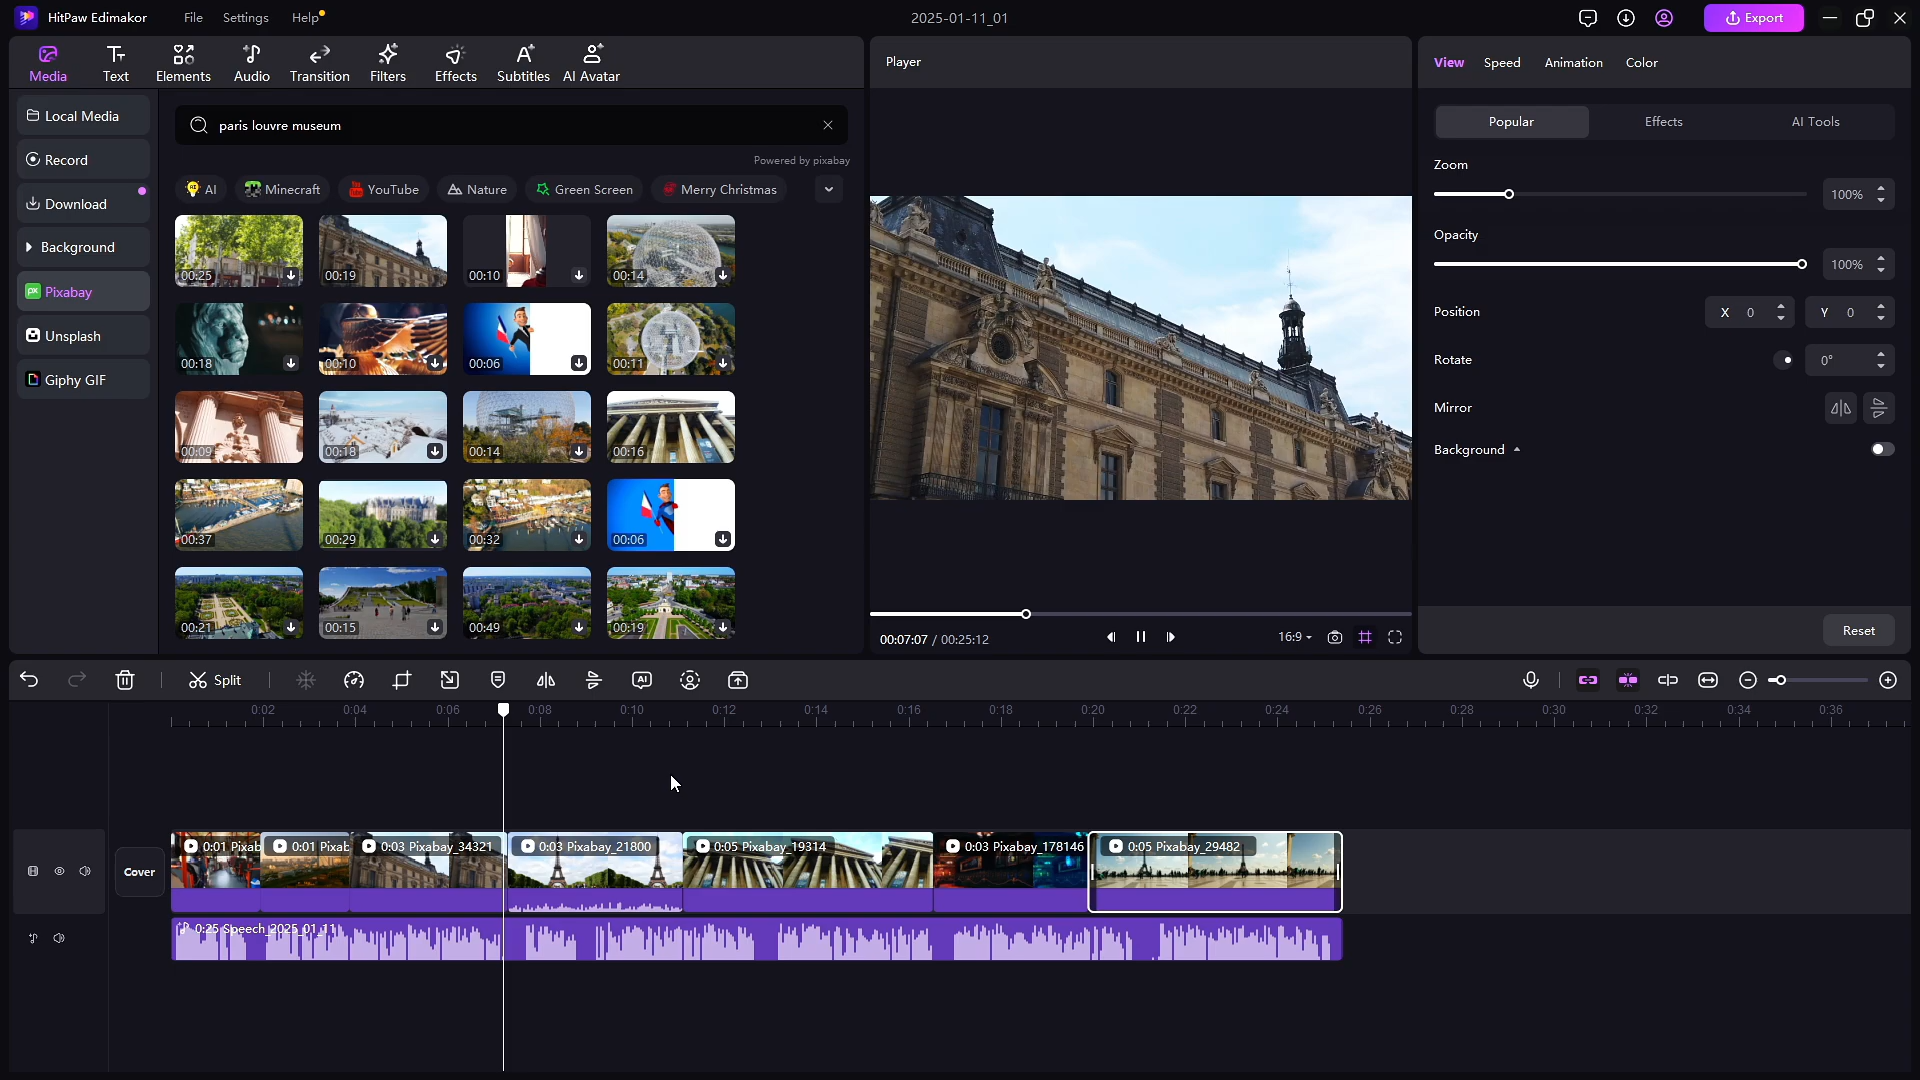 HitPaw Edimakor
File
Settings
Help
2025-01-11_01
Export
Media
Text
Elements
Audio
Transition
Filters
Effects
Subtitles
AI Avatar
Local Media
Record
Download
Background
Pixabay
Unsplash
Giphy GIF
paris louvre museum
Powered by pixabay
AI
Minecraft
YouTube
Nature
Green Screen
Merry Christmas
00:25
00:19
00:10
00:14
00:18
00:10
00:06
00:11
00:09
00:18
00:14
00:16
00:37
00:29
00:32
00:06
00:21
00:15
00:49
00:19
Player
00:07:07 / 00:25:12
16:9
View
Speed
Animation
Color
Popular
Effects
AI Tools
Zoom
100%
Opacity
100%
Position
X 0
Y 0
Rotate
0°
Mirror
Background
Reset
Split
AI
0:02
0:04
0:06
0:08
0:10
0:12
0:14
0:16
0:18
0:20
0:22
0:24
0:26
0:28
0:30
0:32
0:34
0:36
Cover
0:01 Pixab
0:01 Pixab
0:03 Pixabay_34321
0:03 Pixabay_21800
0:05 Pixabay_19314
0:03 Pixabay_178146
0:05 Pixabay_29482
0:25 Speech_2025_01_11